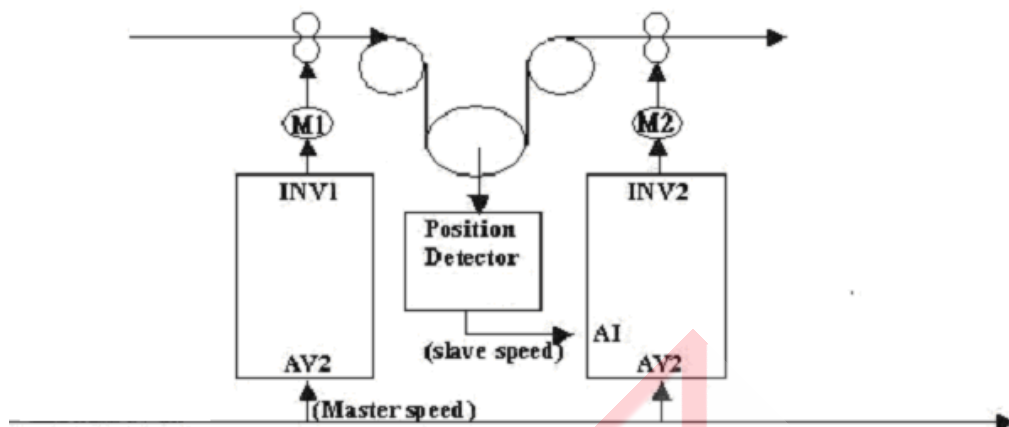 M1
M2
INV1
INV2
Position
Detector
(slave speed)
AI
AV2
AV2
(Master speed)